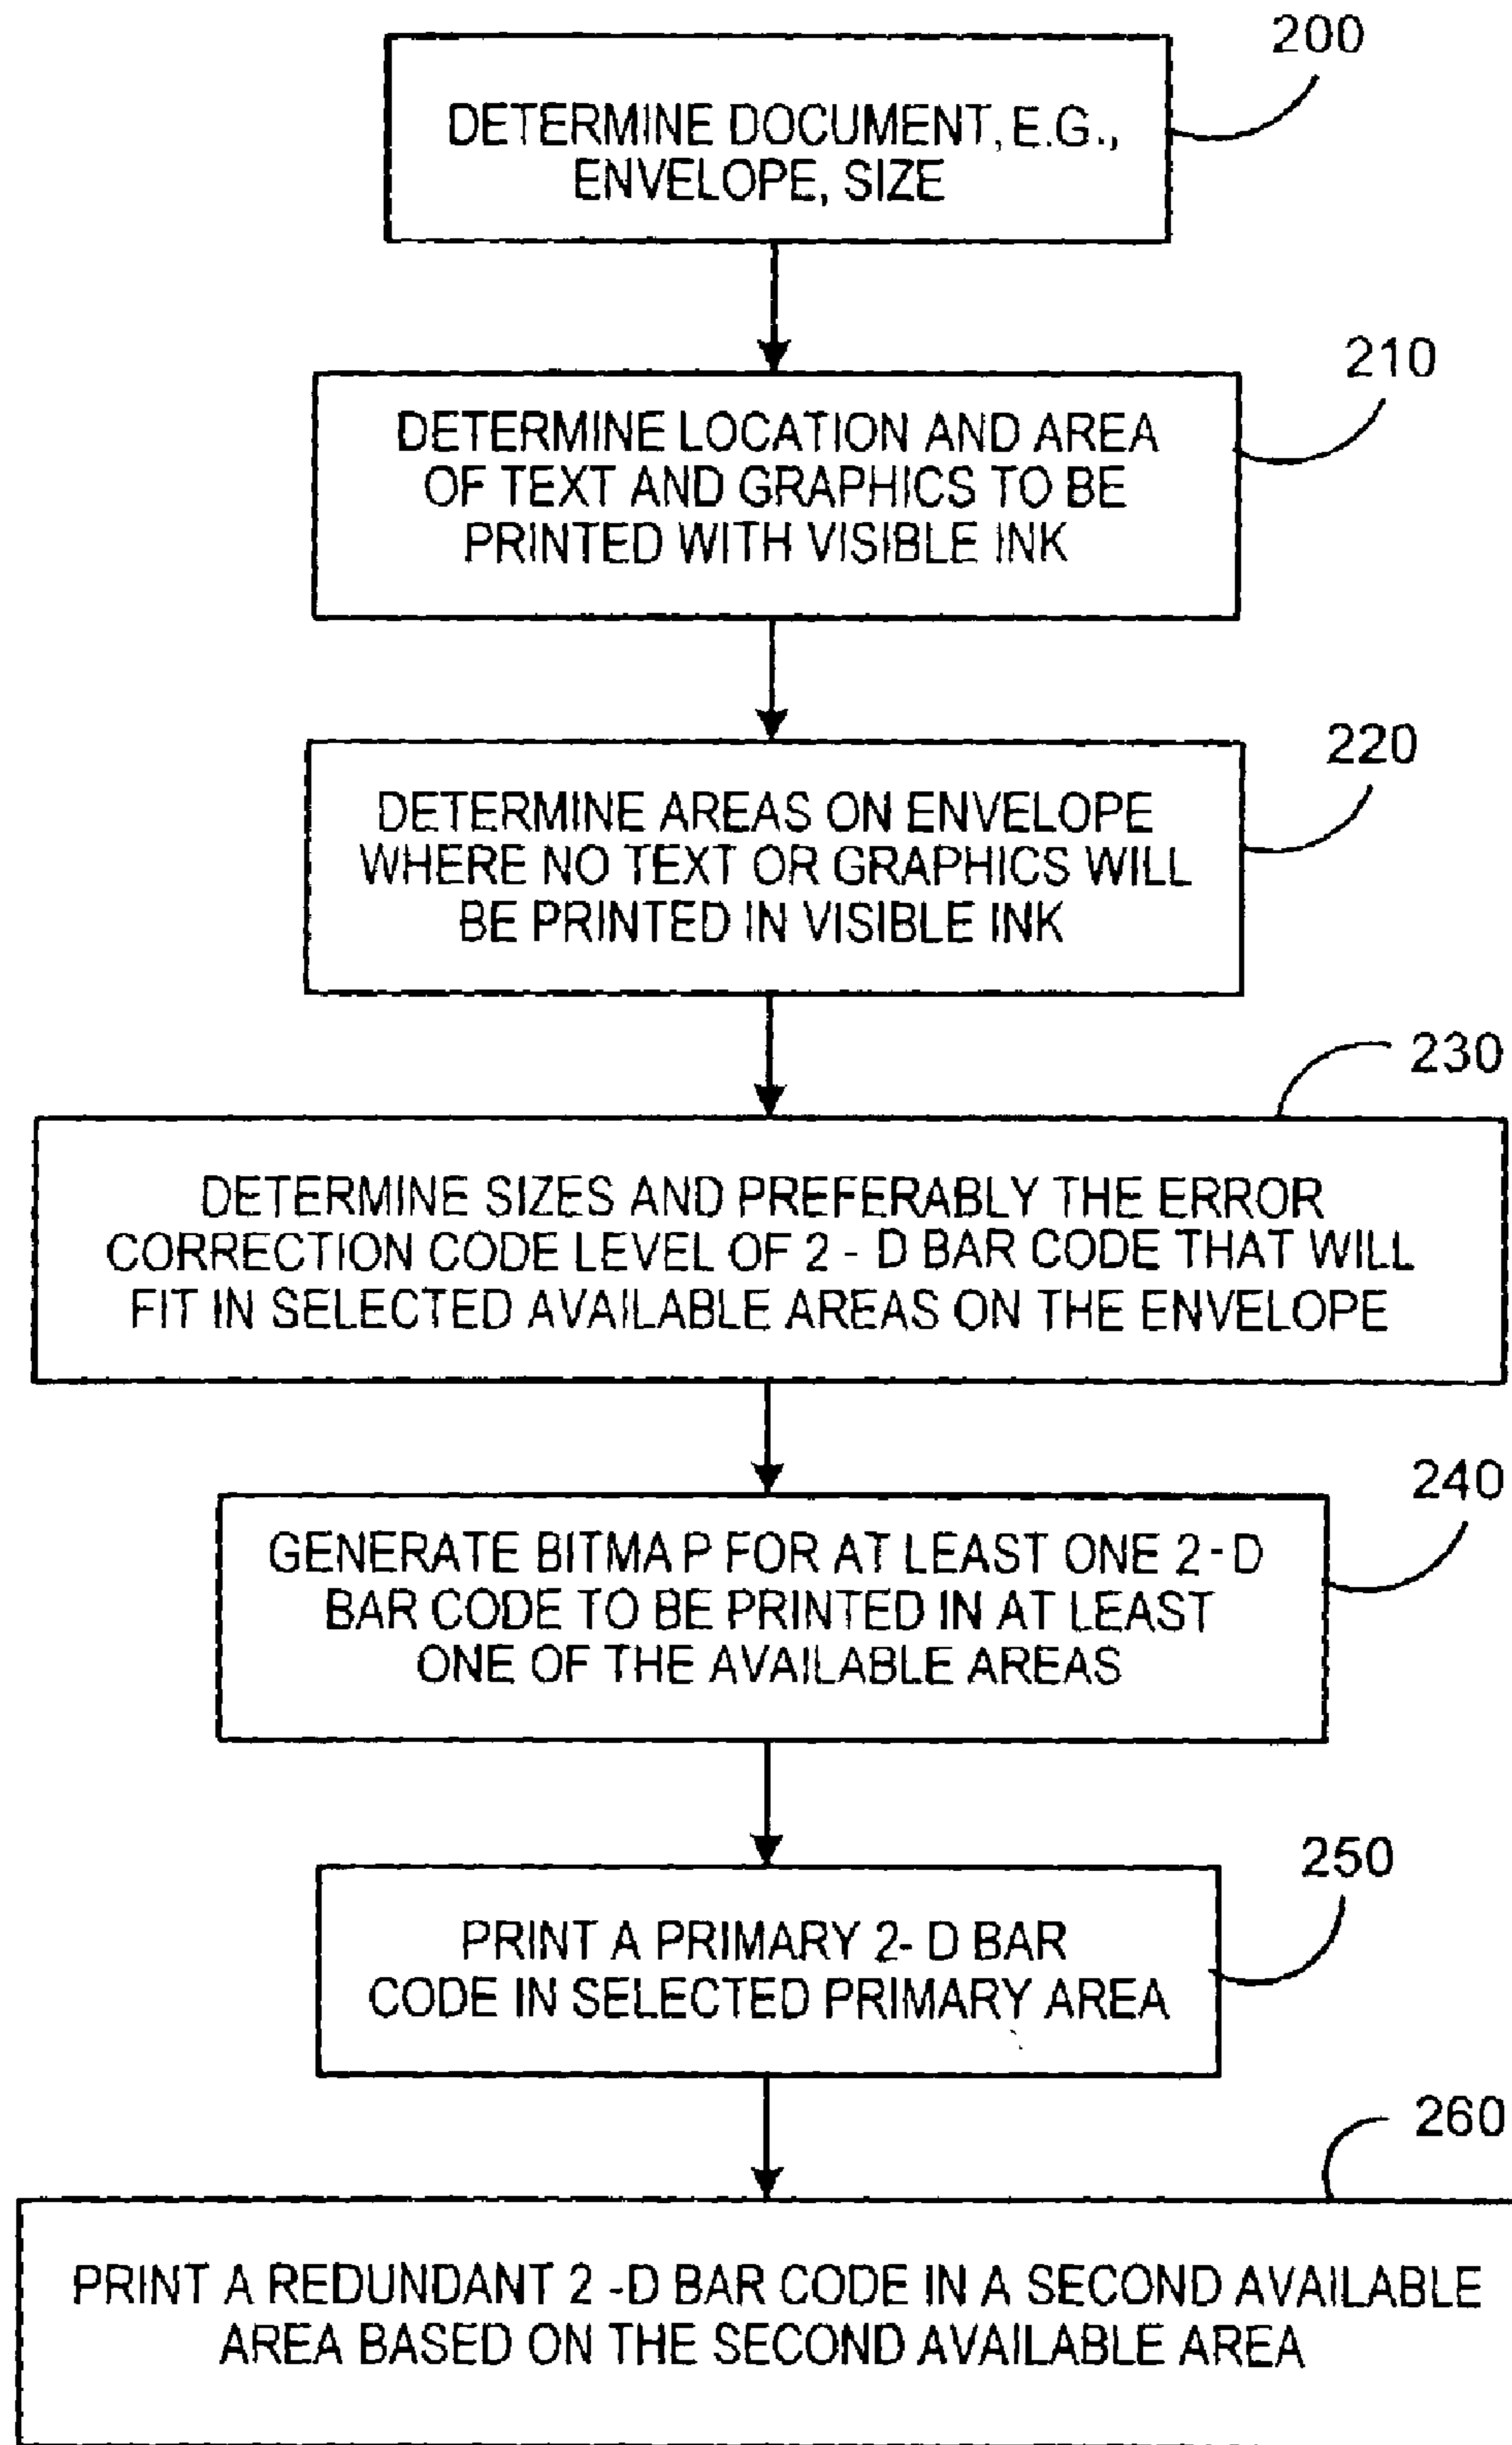 200
DETERMINE DOCUMENT, E.G.,
ENVELOPE, SIZE
210
DETERMINE LOCATION AND AREA
OF TEXT AND GRAPHICS TO BE
PRINTED WITH VISIBLE INK
220
DETERMINE AREAS ON ENVELOPE
WHERE NO TEXT OR GRAPHICS WILL
BE PRINTED IN VISIBLE INK
230
DETERMINE SIZES AND PREFERABLY THE ERROR
CORRECTION CODE LEVEL OF 2 - D BAR CODE THAT WILL
FIT IN SELECTED AVAILABLE AREAS ON THE ENVELOPE
240
GENERATE BITMAP FOR AT LEAST ONE 2 - D
BAR CODE TO BE PRINTED IN AT LEAST
ONE OF THE AVAILABLE AREAS
250
PRINT A PRIMARY 2- D BAR
CODE IN SELECTED PRIMARY AREA
260
PRINT A REDUNDANT 2 -D BAR CODE IN A SECOND AVAILABLE
AREA BASED ON THE SECOND AVAILABLE AREA